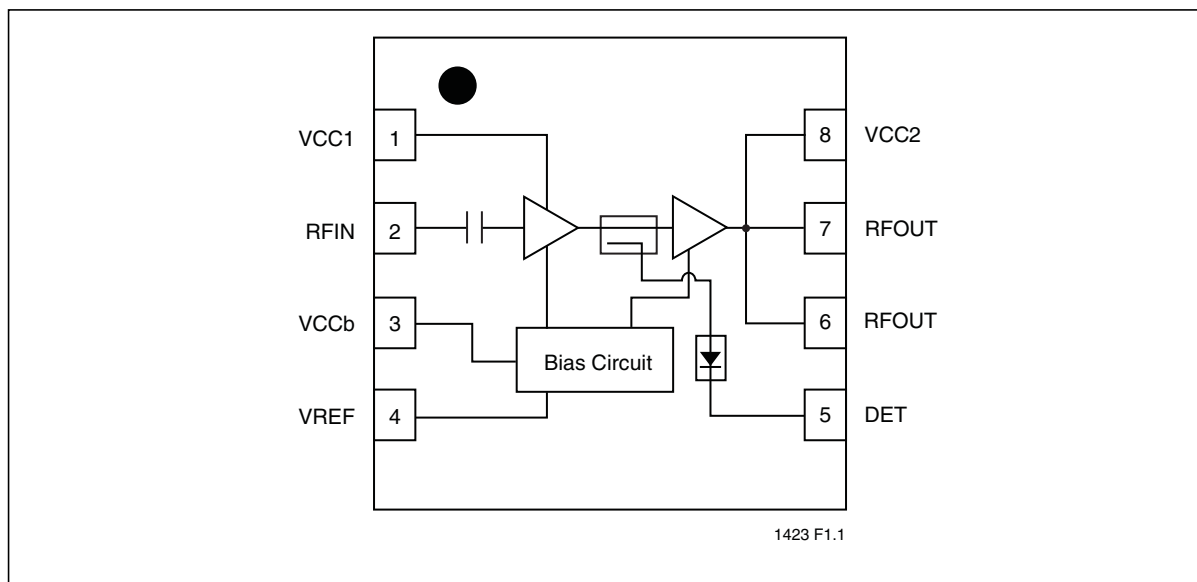 VCC1 1 8 VCC2
RFIN 2 7 RFOUT
VCCb 3 6 RFOUT
Bias Circuit
VREF 4 5 DET
1423 F1.1